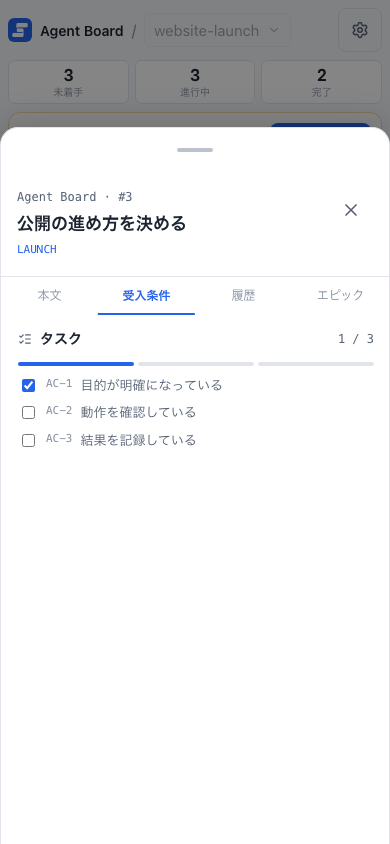 Agent Board / website-launch
3 3 2
未着手 進行中 完了
Agent Board · #3
公開の進め方を決める
LAUNCH
本文 受入条件 履歴 エピック
タスク 1 / 3
AC-1 目的が明確になっている
AC-2 動作を確認している
AC-3 結果を記録している